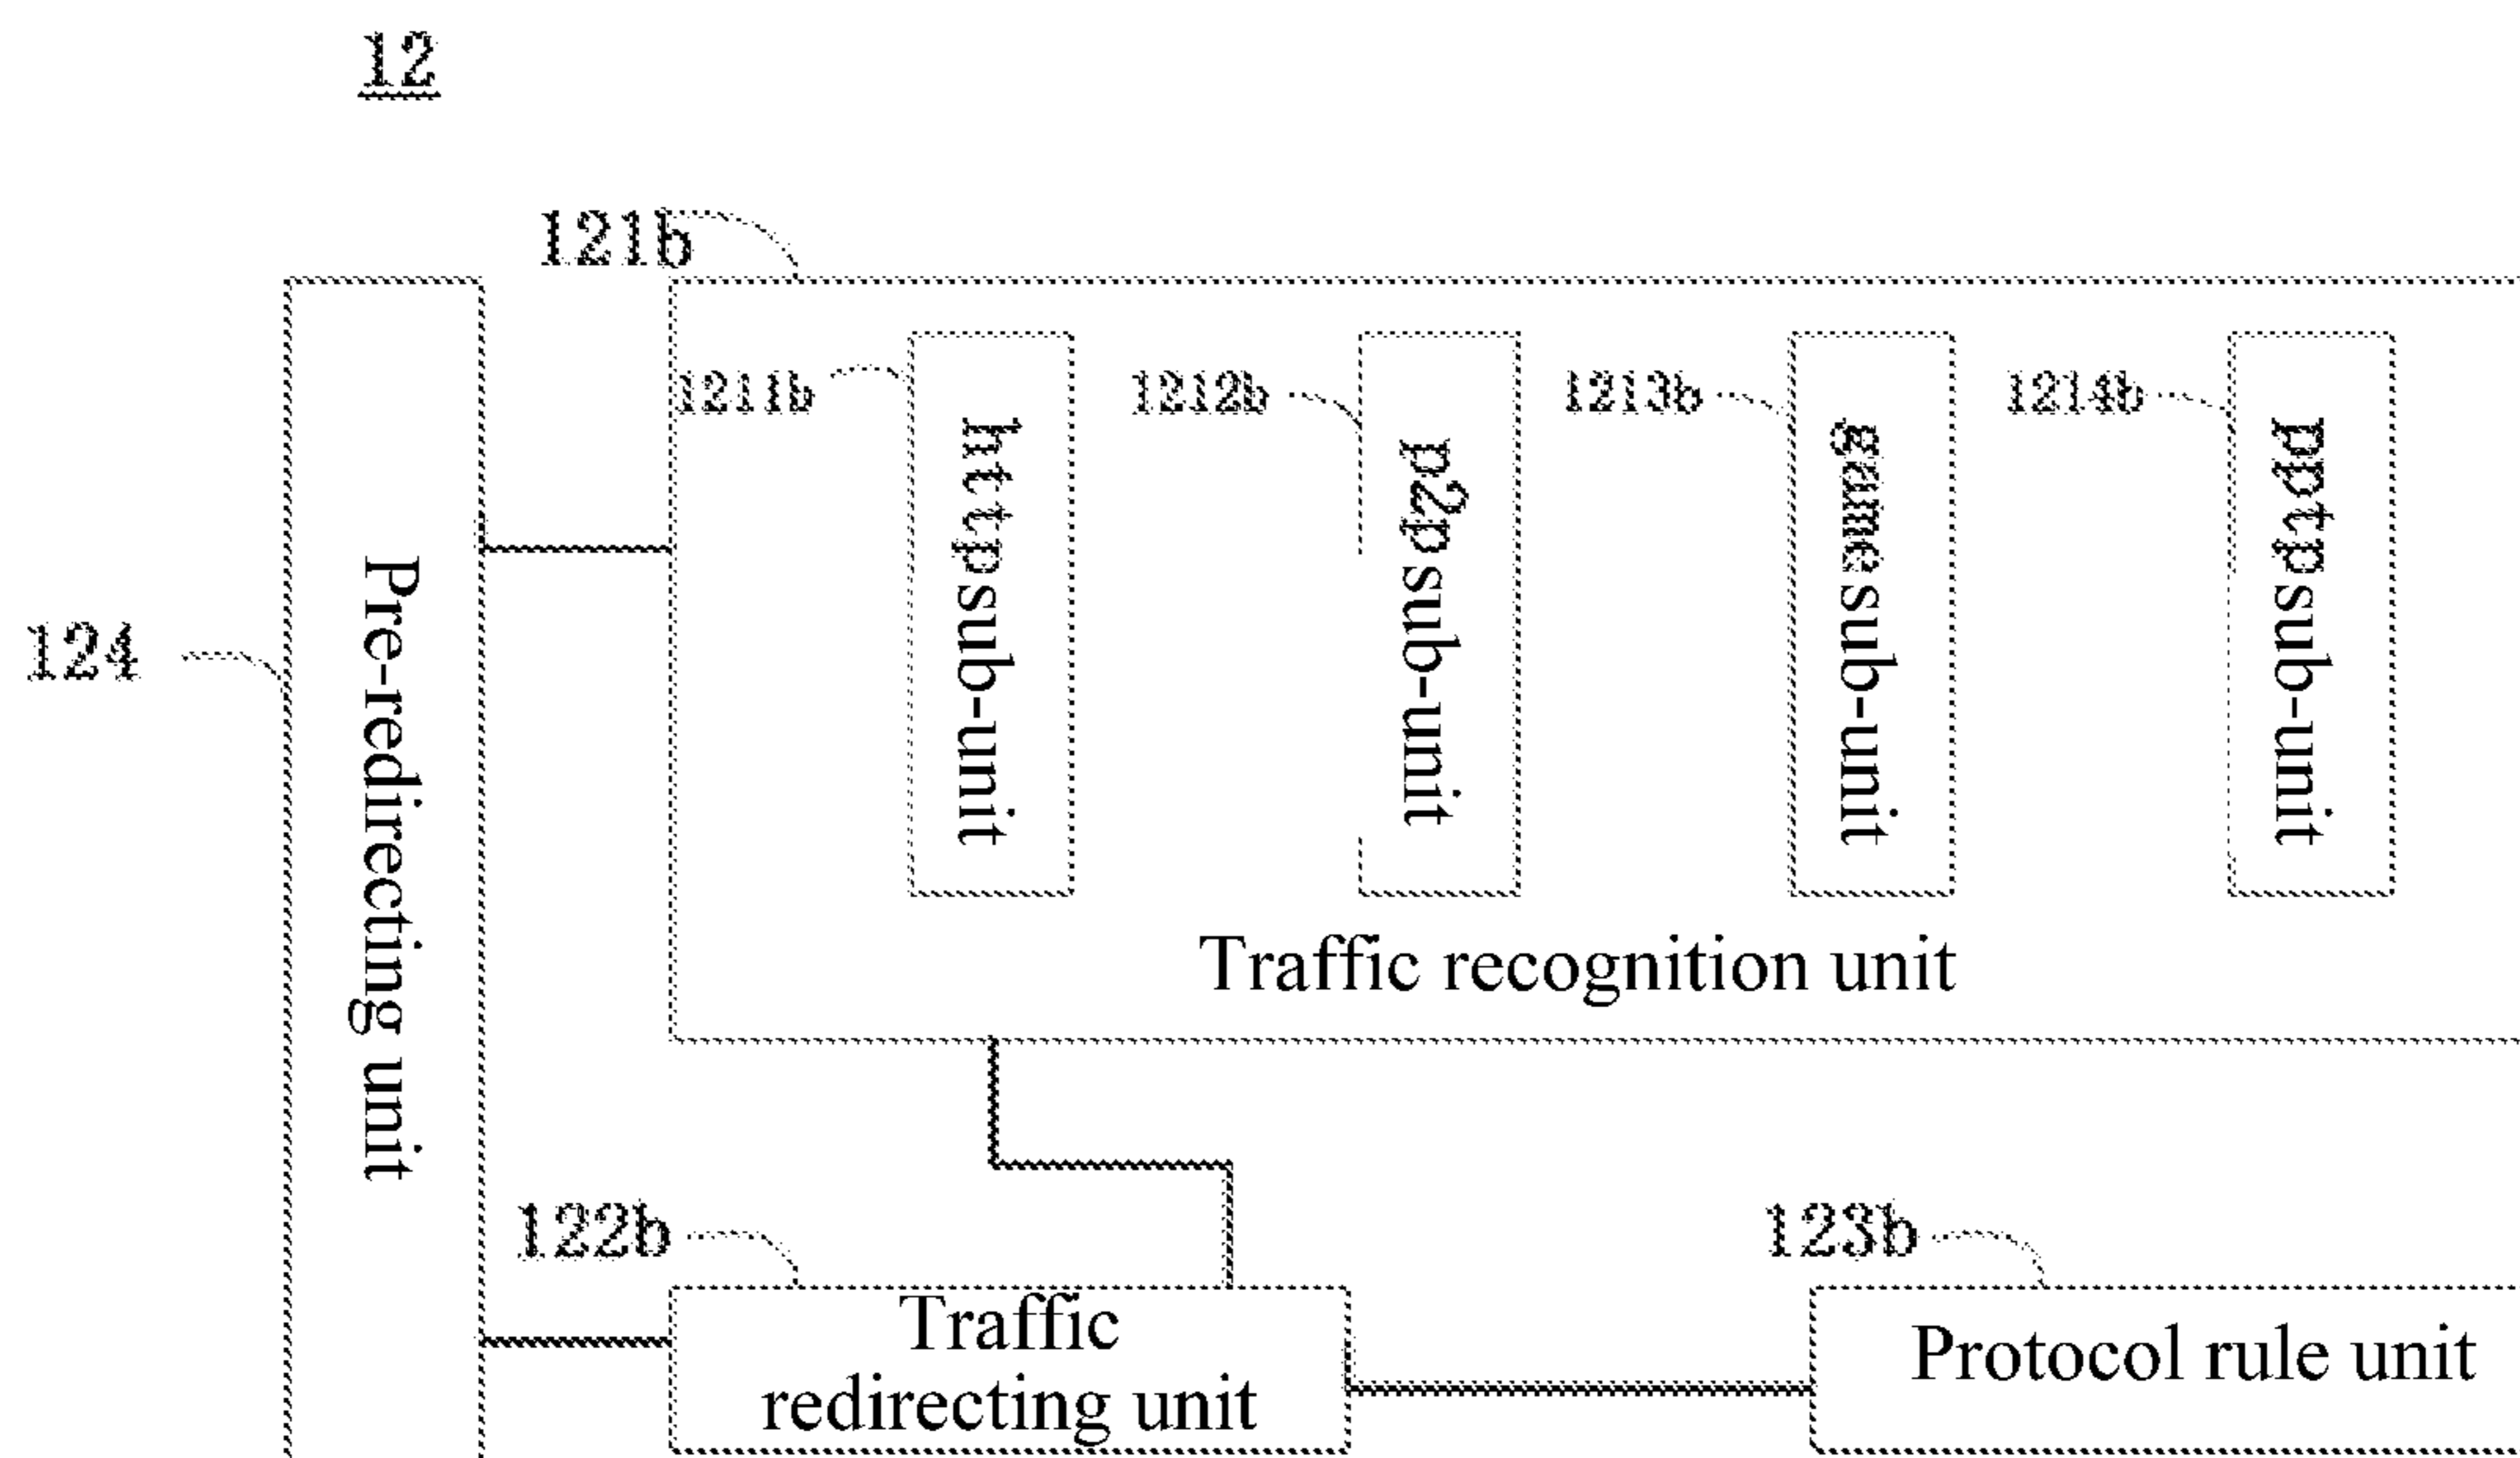 12
121b
1211b
1212b
1213b
1214b
http sub-unit
p2p sub-unit
game sub-unit
pptp sub-unit
124
Pre-redirecting unit
Traffic recognition unit
122b
123b
Traffic
redirecting unit
Protocol rule unit